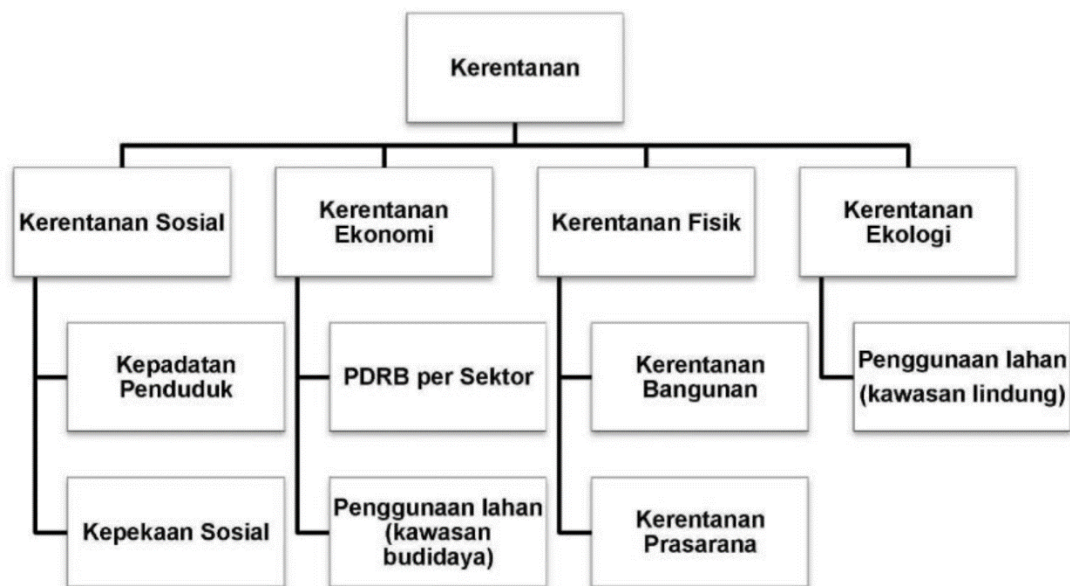 Kerentanan
Kerentanan Sosial
Kerentanan
Ekonomi
Kerentanan Fisik
Kerentanan
Ekologi
Kepadatan
Penduduk
PDRB per Sektor
Kerentanan
Bangunan
Penggunaan lahan
(kawasan lindung)
Kepekaan Sosial
Penggunaan lahan
(kawasan
budidaya)
Kerentanan
Prasarana